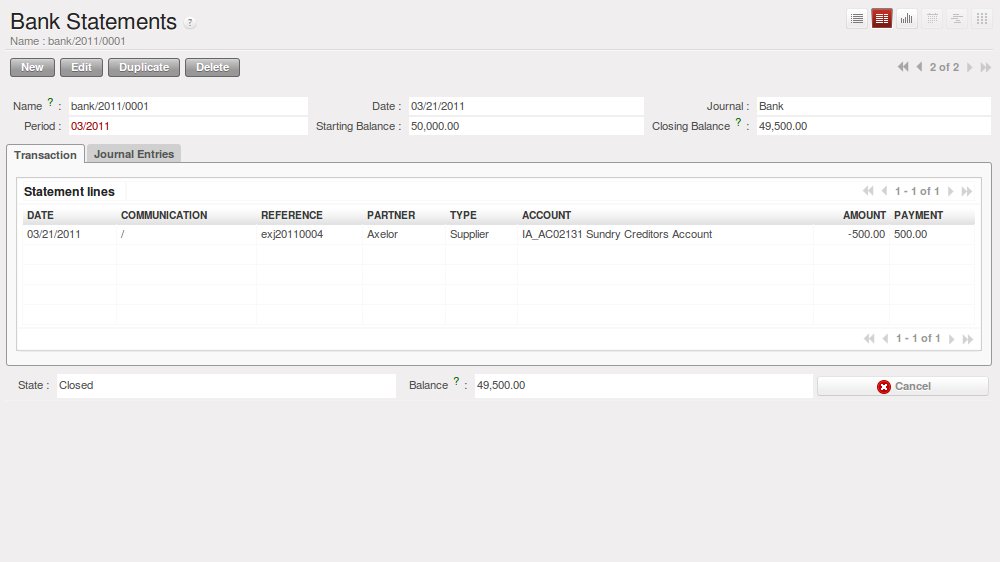 Bank Statements ?
Name : bank/2011/0001
New Edit Duplicate Delete 2 of 2
Name ? : bank/2011/0001 Date : 03/21/2011 Journal : Bank
Period : 03/2011 Starting Balance : 50,000.00 Closing Balance ? : 49,500.00
Transaction Journal Entries
Statement lines 1 - 1 of 1
DATE COMMUNICATION REFERENCE PARTNER TYPE ACCOUNT AMOUNT PAYMENT
03/21/2011 / exj20110004 Axelor Supplier IA_AC02131 Sundry Creditors Account -500.00 500.00
1 - 1 of 1
State : Closed Balance ? : 49,500.00 Cancel